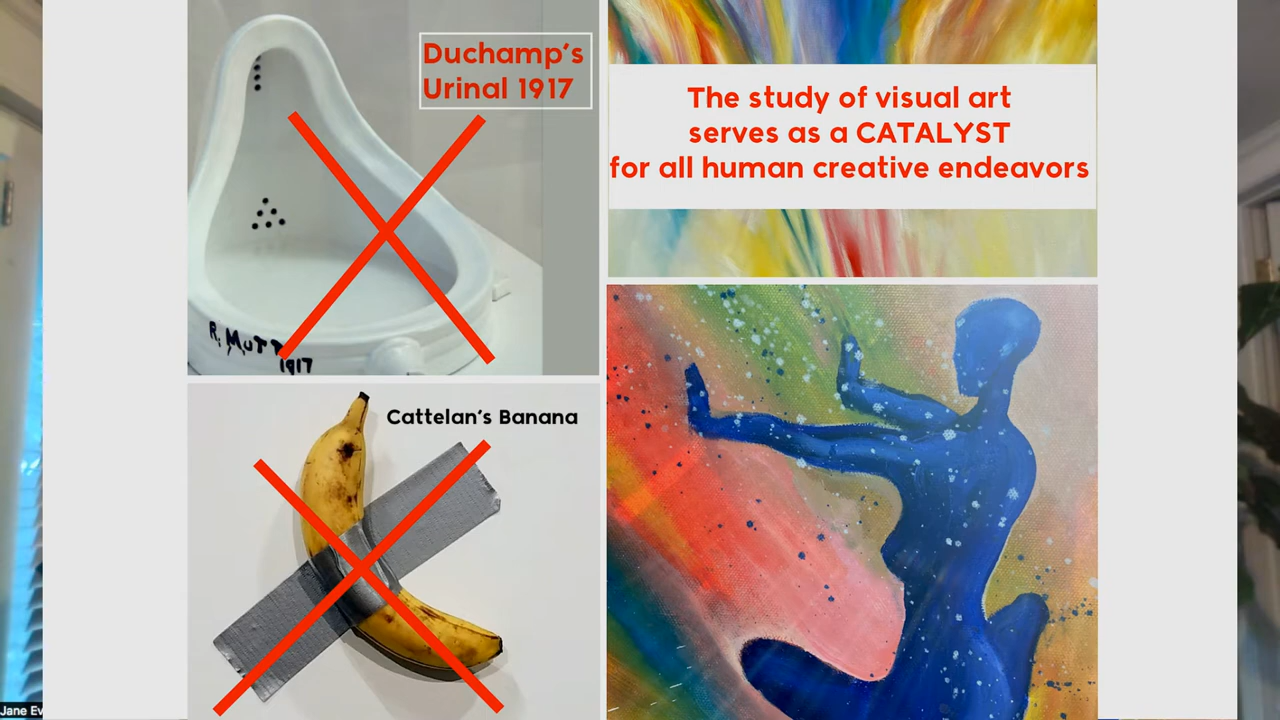 Duchamp's
Urinal 1917
R. MUTT
1917
The study of visual art
serves as a CATALYST
for all human creative endeavors
Cattelan's Banana
Jane Ev